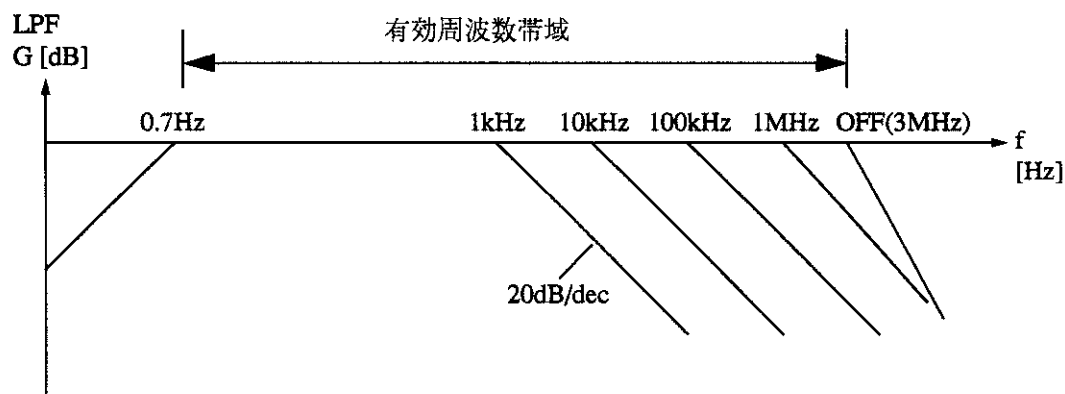 LPF
G [dB]
有効周波数帯域
0.7Hz
1kHz
10kHz
100kHz
1MHz
OFF(3MHz)
f
[Hz]
20dB/dec